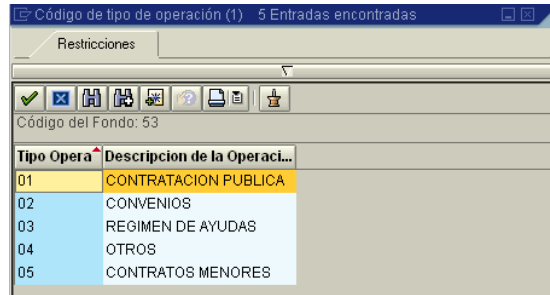 Código de tipo de operación (1) 5 Entradas encontradas
Restricciones
Código del Fondo: 53
Tipo Opera Descripcion de la Operaci...
01 CONTRATACION PUBLICA
02 CONVENIOS
03 REGIMEN DE AYUDAS
04 OTROS
05 CONTRATOS MENORES